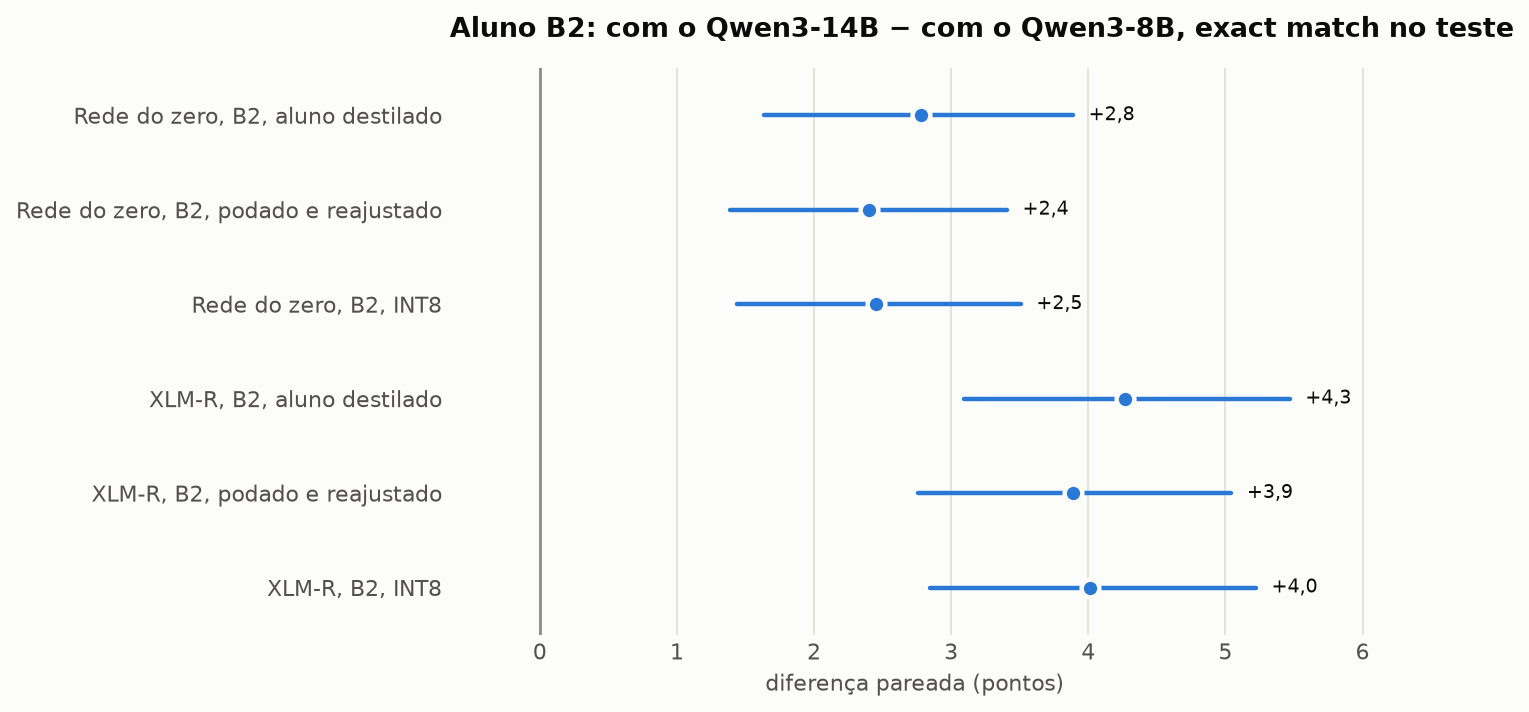 Aluno B2: com o Qwen3-14B − com o Qwen3-8B, exact match no teste
Rede do zero, B2, aluno destilado
+2,8
Rede do zero, B2, podado e reajustado
+2,4
Rede do zero, B2, INT8
+2,5
XLM-R, B2, aluno destilado
+4,3
XLM-R, B2, podado e reajustado
+3,9
XLM-R, B2, INT8
+4,0
0 1 2 3 4 5 6
diferença pareada (pontos)